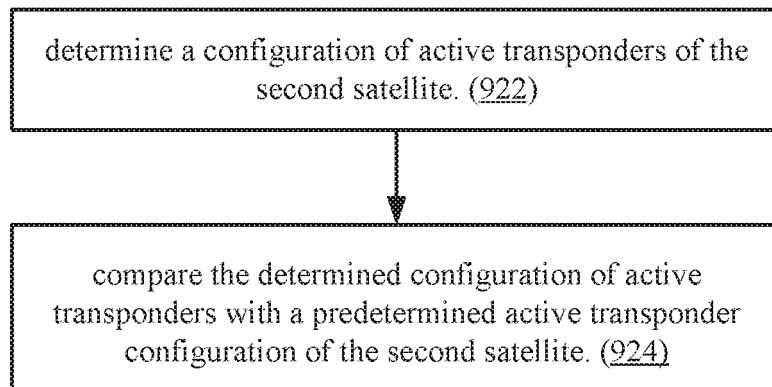 determine a configuration of active transponders of the
second satellite. (922)
compare the determined configuration of active
transponders with a predetermined active transponder
configuration of the second satellite. (924)